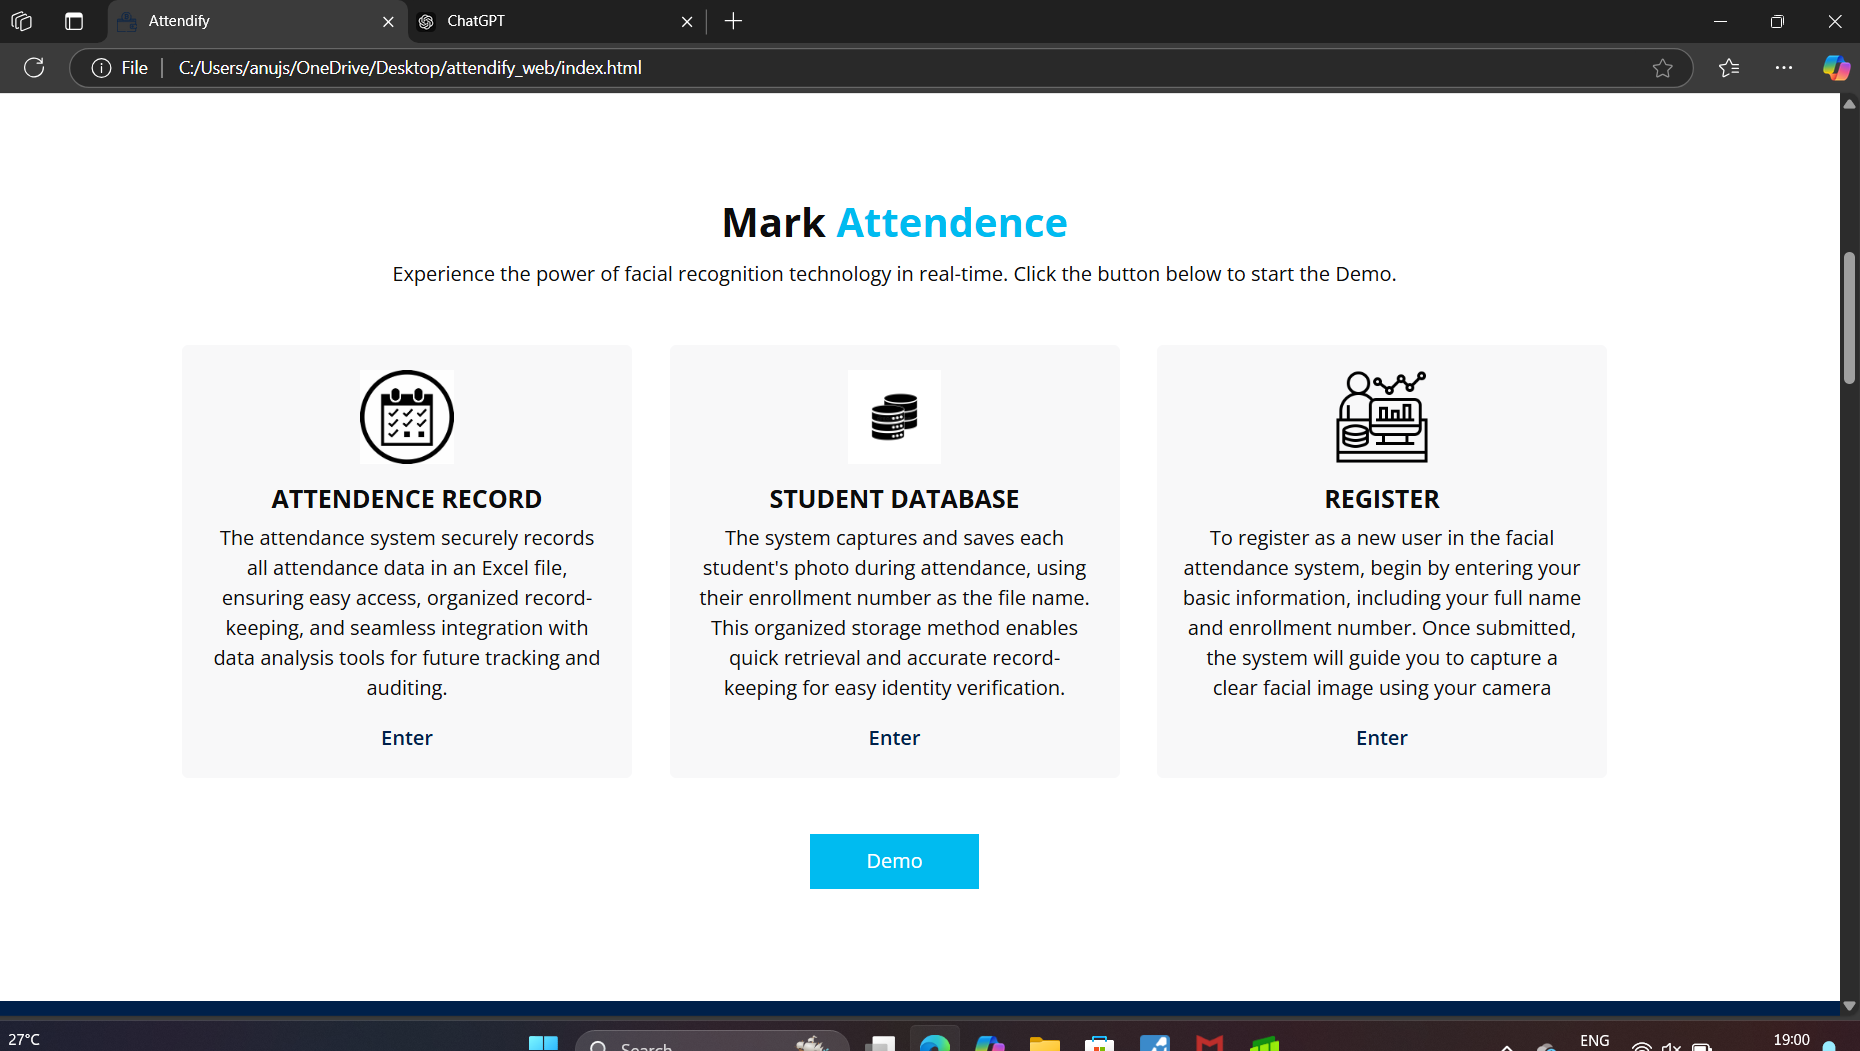 Attendify
ChatGPT
File
C:/Users/anujs/OneDrive/Desktop/attendify_web/index.html
Mark Attendence
Experience the power of facial recognition technology in real-time. Click the button below to start the Demo.
ATTENDENCE RECORD
The attendance system securely records
all attendance data in an Excel file,
ensuring easy access, organized record-
keeping, and seamless integration with
data analysis tools for future tracking and
auditing.
Enter
STUDENT DATABASE
The system captures and saves each
student's photo during attendance, using
their enrollment number as the file name.
This organized storage method enables
quick retrieval and accurate record-
keeping for easy identity verification.
Enter
REGISTER
To register as a new user in the facial
attendance system, begin by entering your
basic information, including your full name
and enrollment number. Once submitted,
the system will guide you to capture a
clear facial image using your camera
Enter
Demo
27°C
Search
ENG
19:00